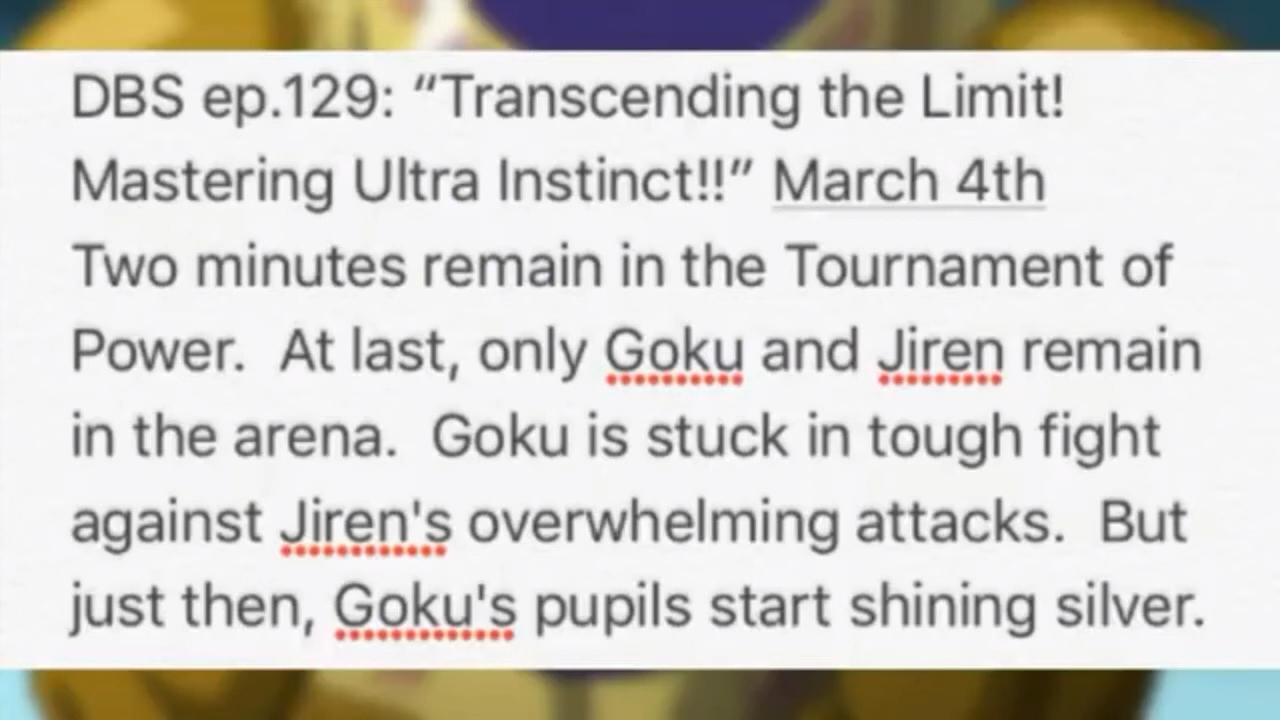 DBS ep.129: “Transcending the Limit!
Mastering Ultra Instinct!!” March 4th
Two minutes remain in the Tournament of
Power.  At last, only Goku and Jiren remain
in the arena.  Goku is stuck in tough fight
against Jiren's overwhelming attacks.  But
just then, Goku's pupils start shining silver.